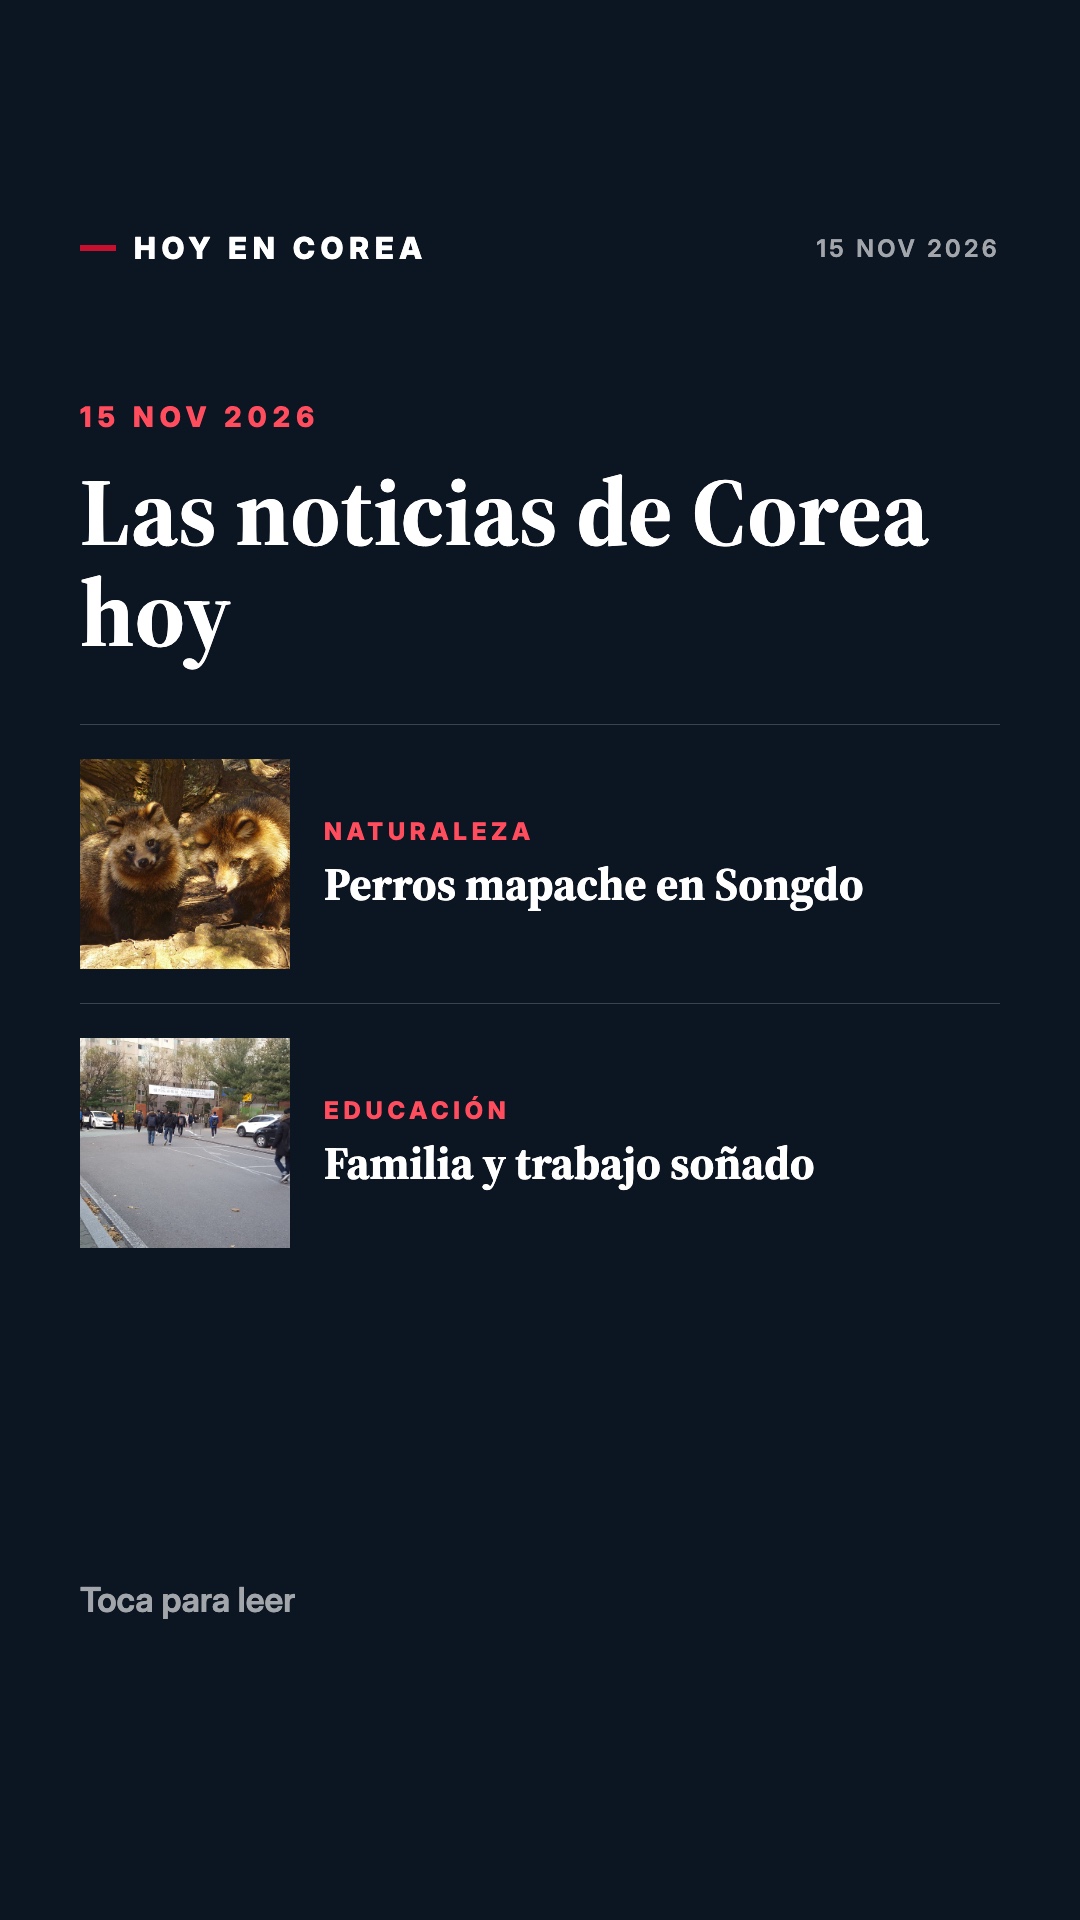 HOY EN COREA
15 NOV 2026
15 NOV 2026
Las noticias de Corea
hoy
NATURALEZA
Perros mapache en Songdo
EDUCACIÓN
Familia y trabajo soñado
Toca para leer